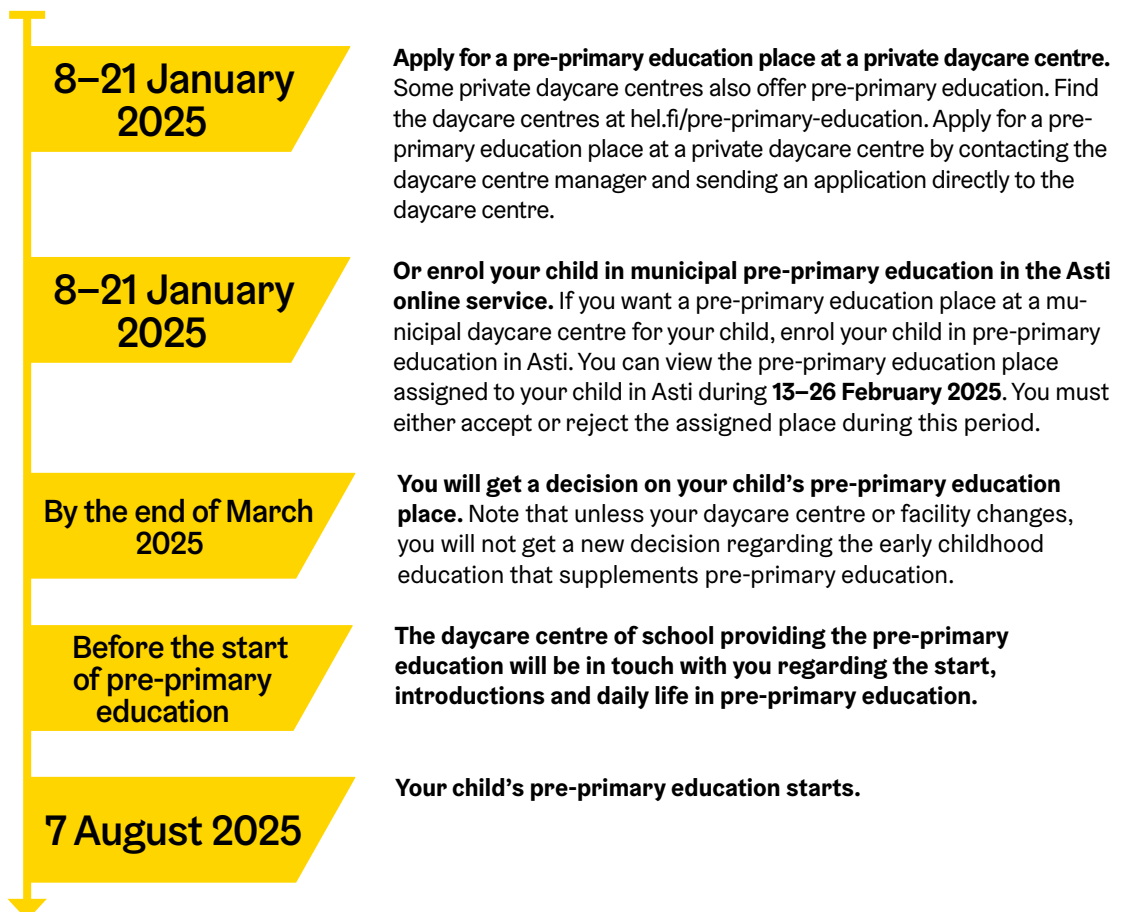 8–21 January
2025
Apply for a pre-primary education place at a private daycare centre.
Some private daycare centres also offer pre-primary education. Find
the daycare centres at hel.fi/pre-primary-education. Apply for a pre-
primary education place at a private daycare centre by contacting the
daycare centre manager and sending an application directly to the
daycare centre.
8–21 January
2025
Or enrol your child in municipal pre-primary education in the Asti
online service. If you want a pre-primary education place at a mu-
nicipal daycare centre for your child, enrol your child in pre-primary
education in Asti. You can view the pre-primary education place
assigned to your child in Asti during 13–26 February 2025. You must
either accept or reject the assigned place during this period.
By the end of March
2025
You will get a decision on your child’s pre-primary education
place. Note that unless your daycare centre or facility changes,
you will not get a new decision regarding the early childhood
education that supplements pre-primary education.
Before the start
of pre-primary
education
The daycare centre of school providing the pre-primary
education will be in touch with you regarding the start,
introductions and daily life in pre-primary education.
7 August 2025
Your child’s pre-primary education starts.